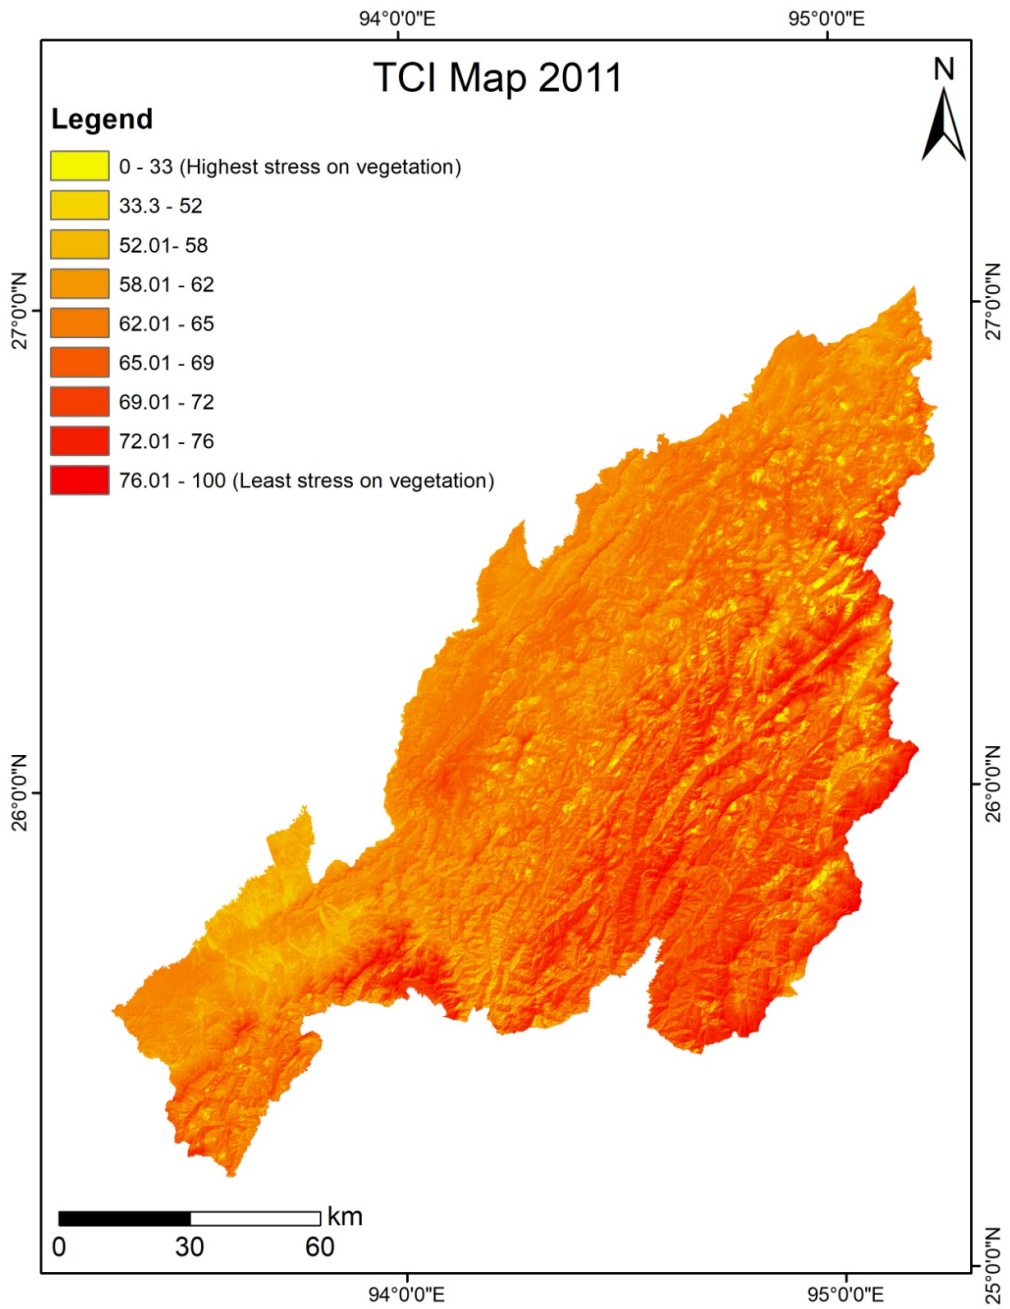 94°0'0"E 95°0'0"E
TCI Map 2011
N
Legend
0 - 33 (Highest stress on vegetation)
33.3 - 52
52.01- 58
58.01 - 62
62.01 - 65
65.01 - 69
69.01 - 72
72.01 - 76
76.01 - 100 (Least stress on vegetation)
27°0'0"N 27°0'0"N
26°0'0"N 26°0'0"N
25°0'0"N
km
0 30 60
94°0'0"E 95°0'0"E